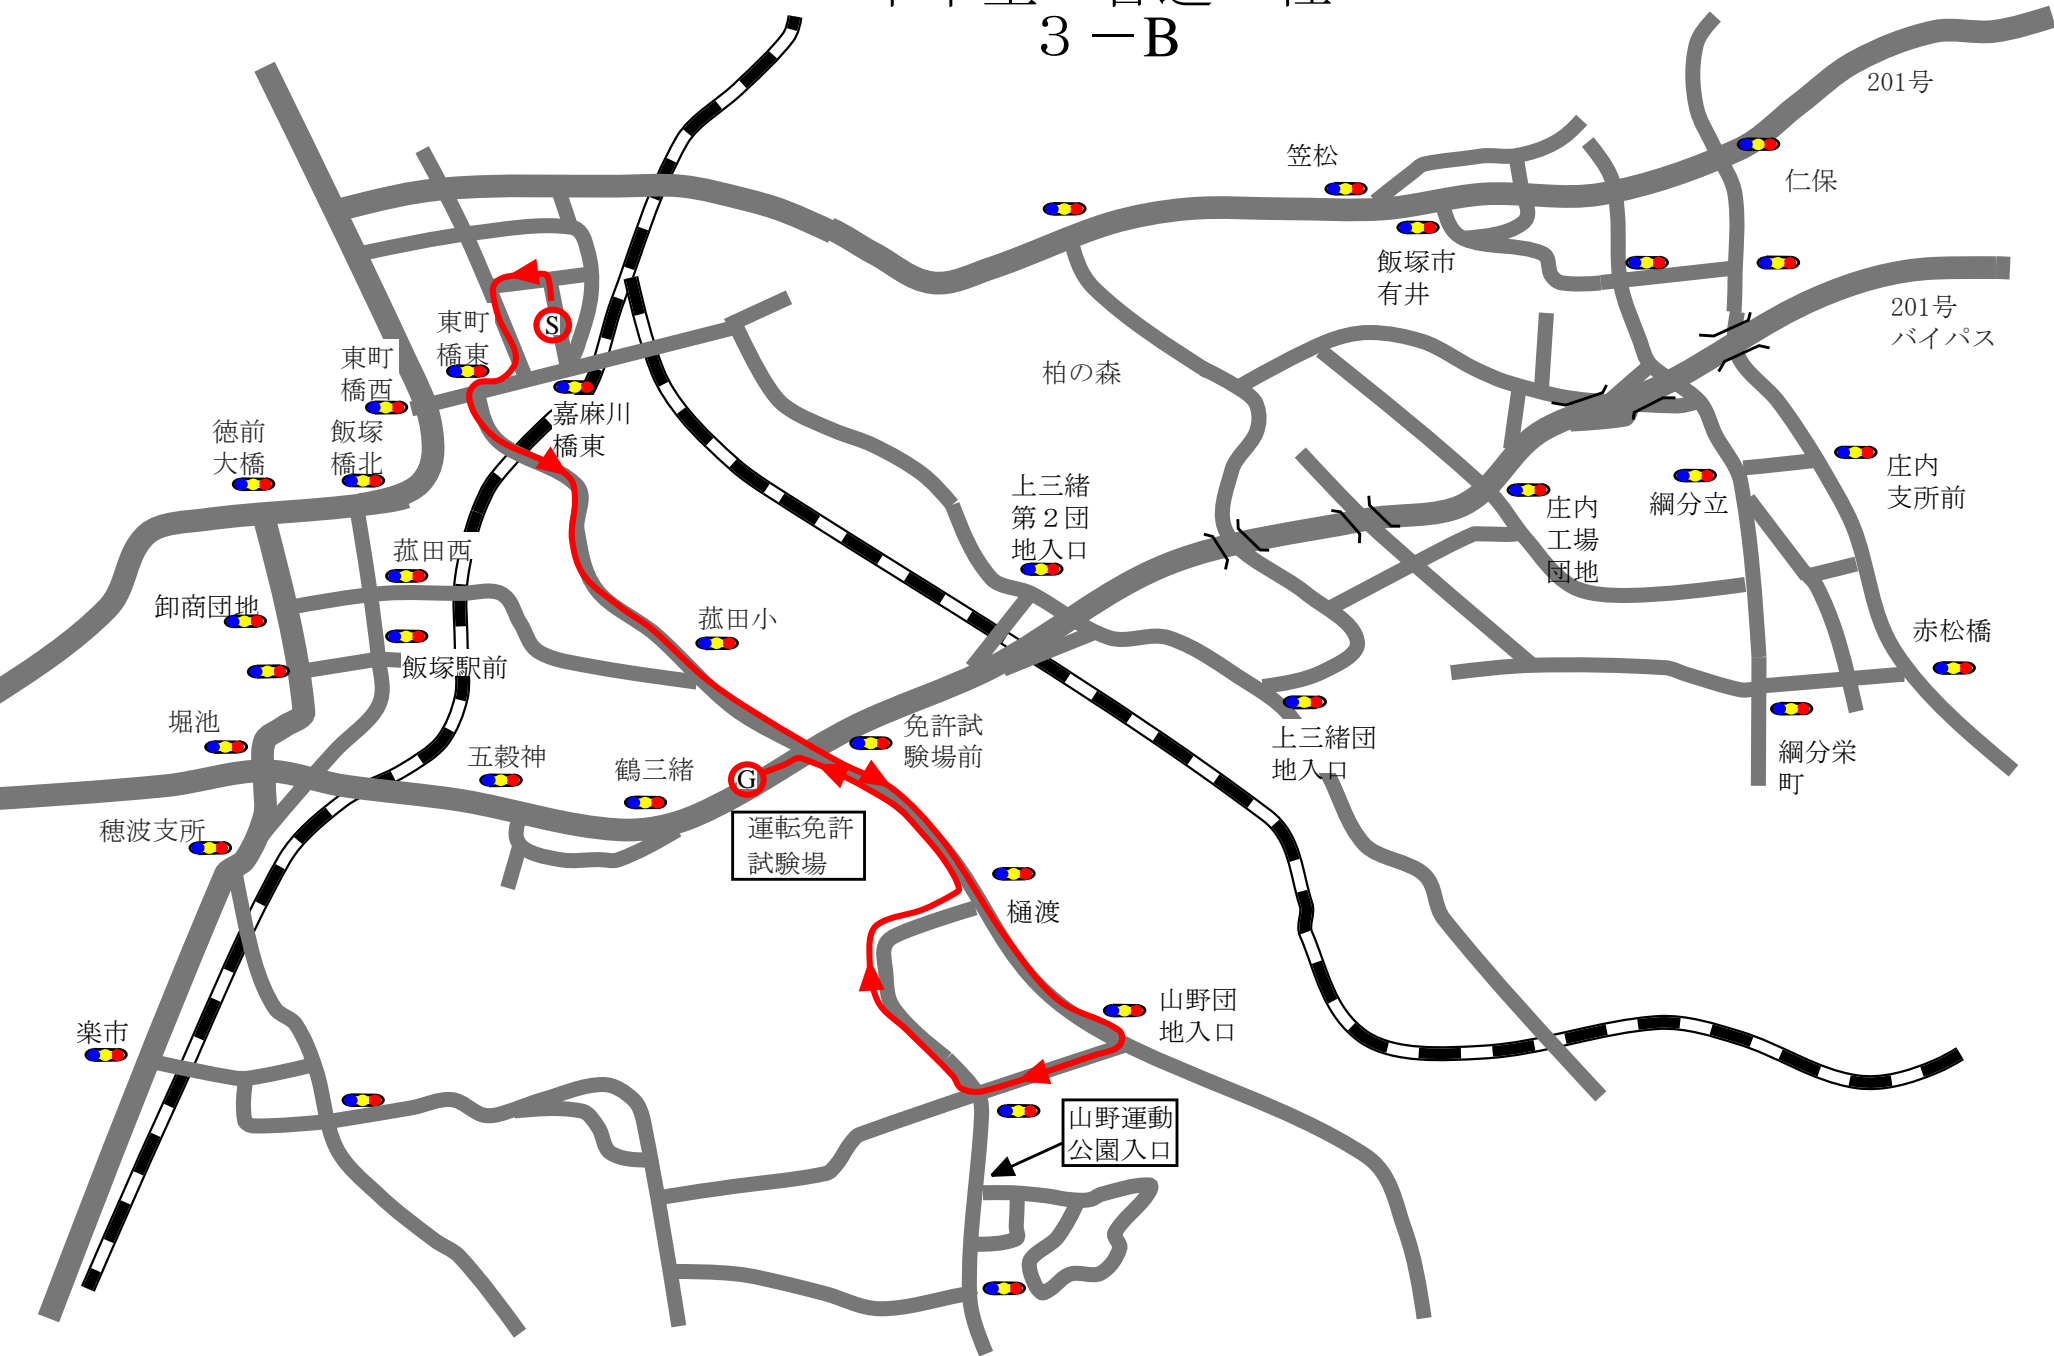 3－B
201号
笠松
仁保
飯塚市
有井
201号
バイパス
東町
橋東
S
東町
橋西
柏の森
嘉麻川
橋東
徳前
大橋
飯塚
橋北
上三緒
第２団
地入口
庄内
支所前
綱分立
庄内
工場
団地
菰田西
卸商団地
菰田小
赤松橋
飯塚駅前
堀池
免許試
験場前
上三緒団
地入口
綱分栄
町
五穀神
鶴三緒
G
運転免許
試験場
穂波支所
樋渡
山野団
地入口
楽市
山野運動
公園入口